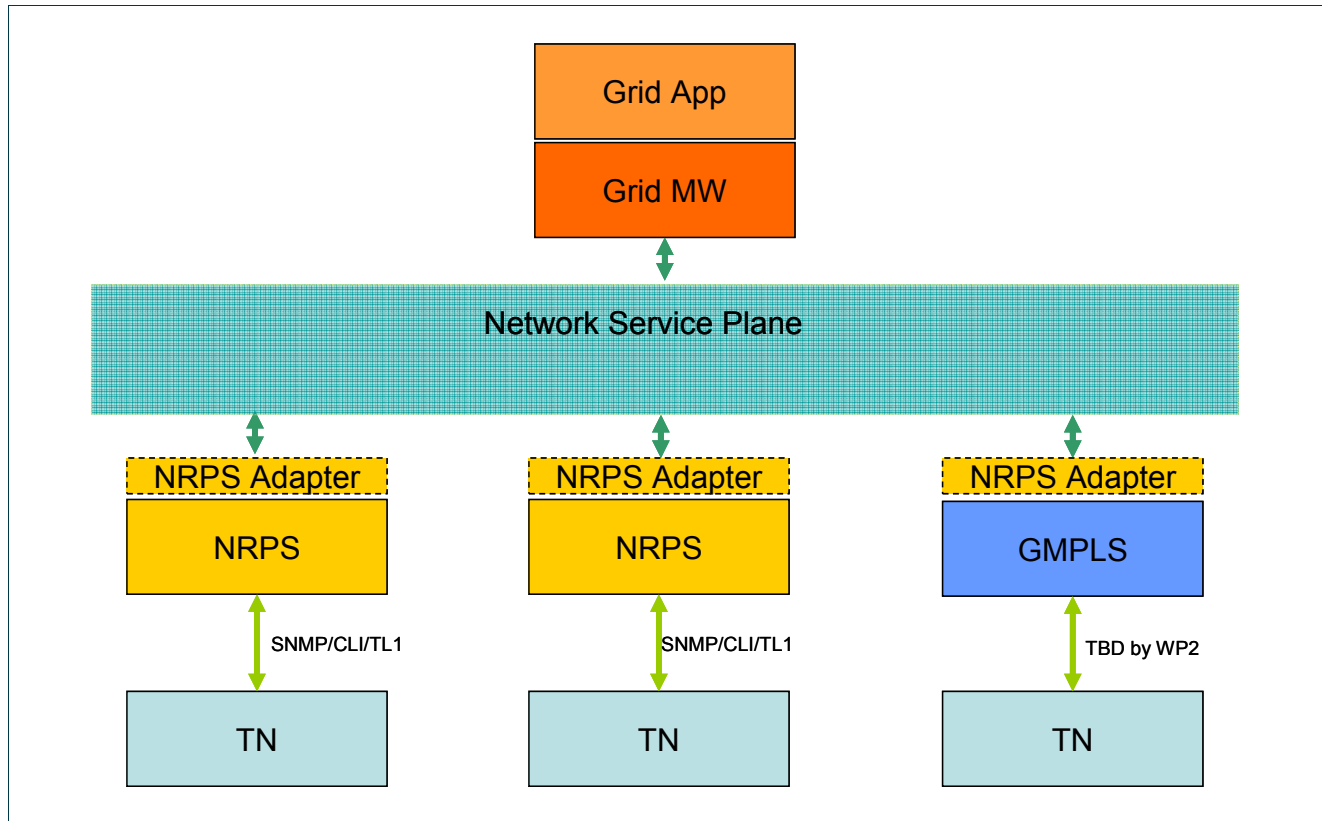 Grid App
Grid MW
Network Service Plane
NRPS Adapter
NRPS Adapter
NRPS Adapter
NRPS
NRPS
GMPLS
SNMP/CLI/TL1
SNMP/CLI/TL1
TBD by WP2
TN
TN
TN